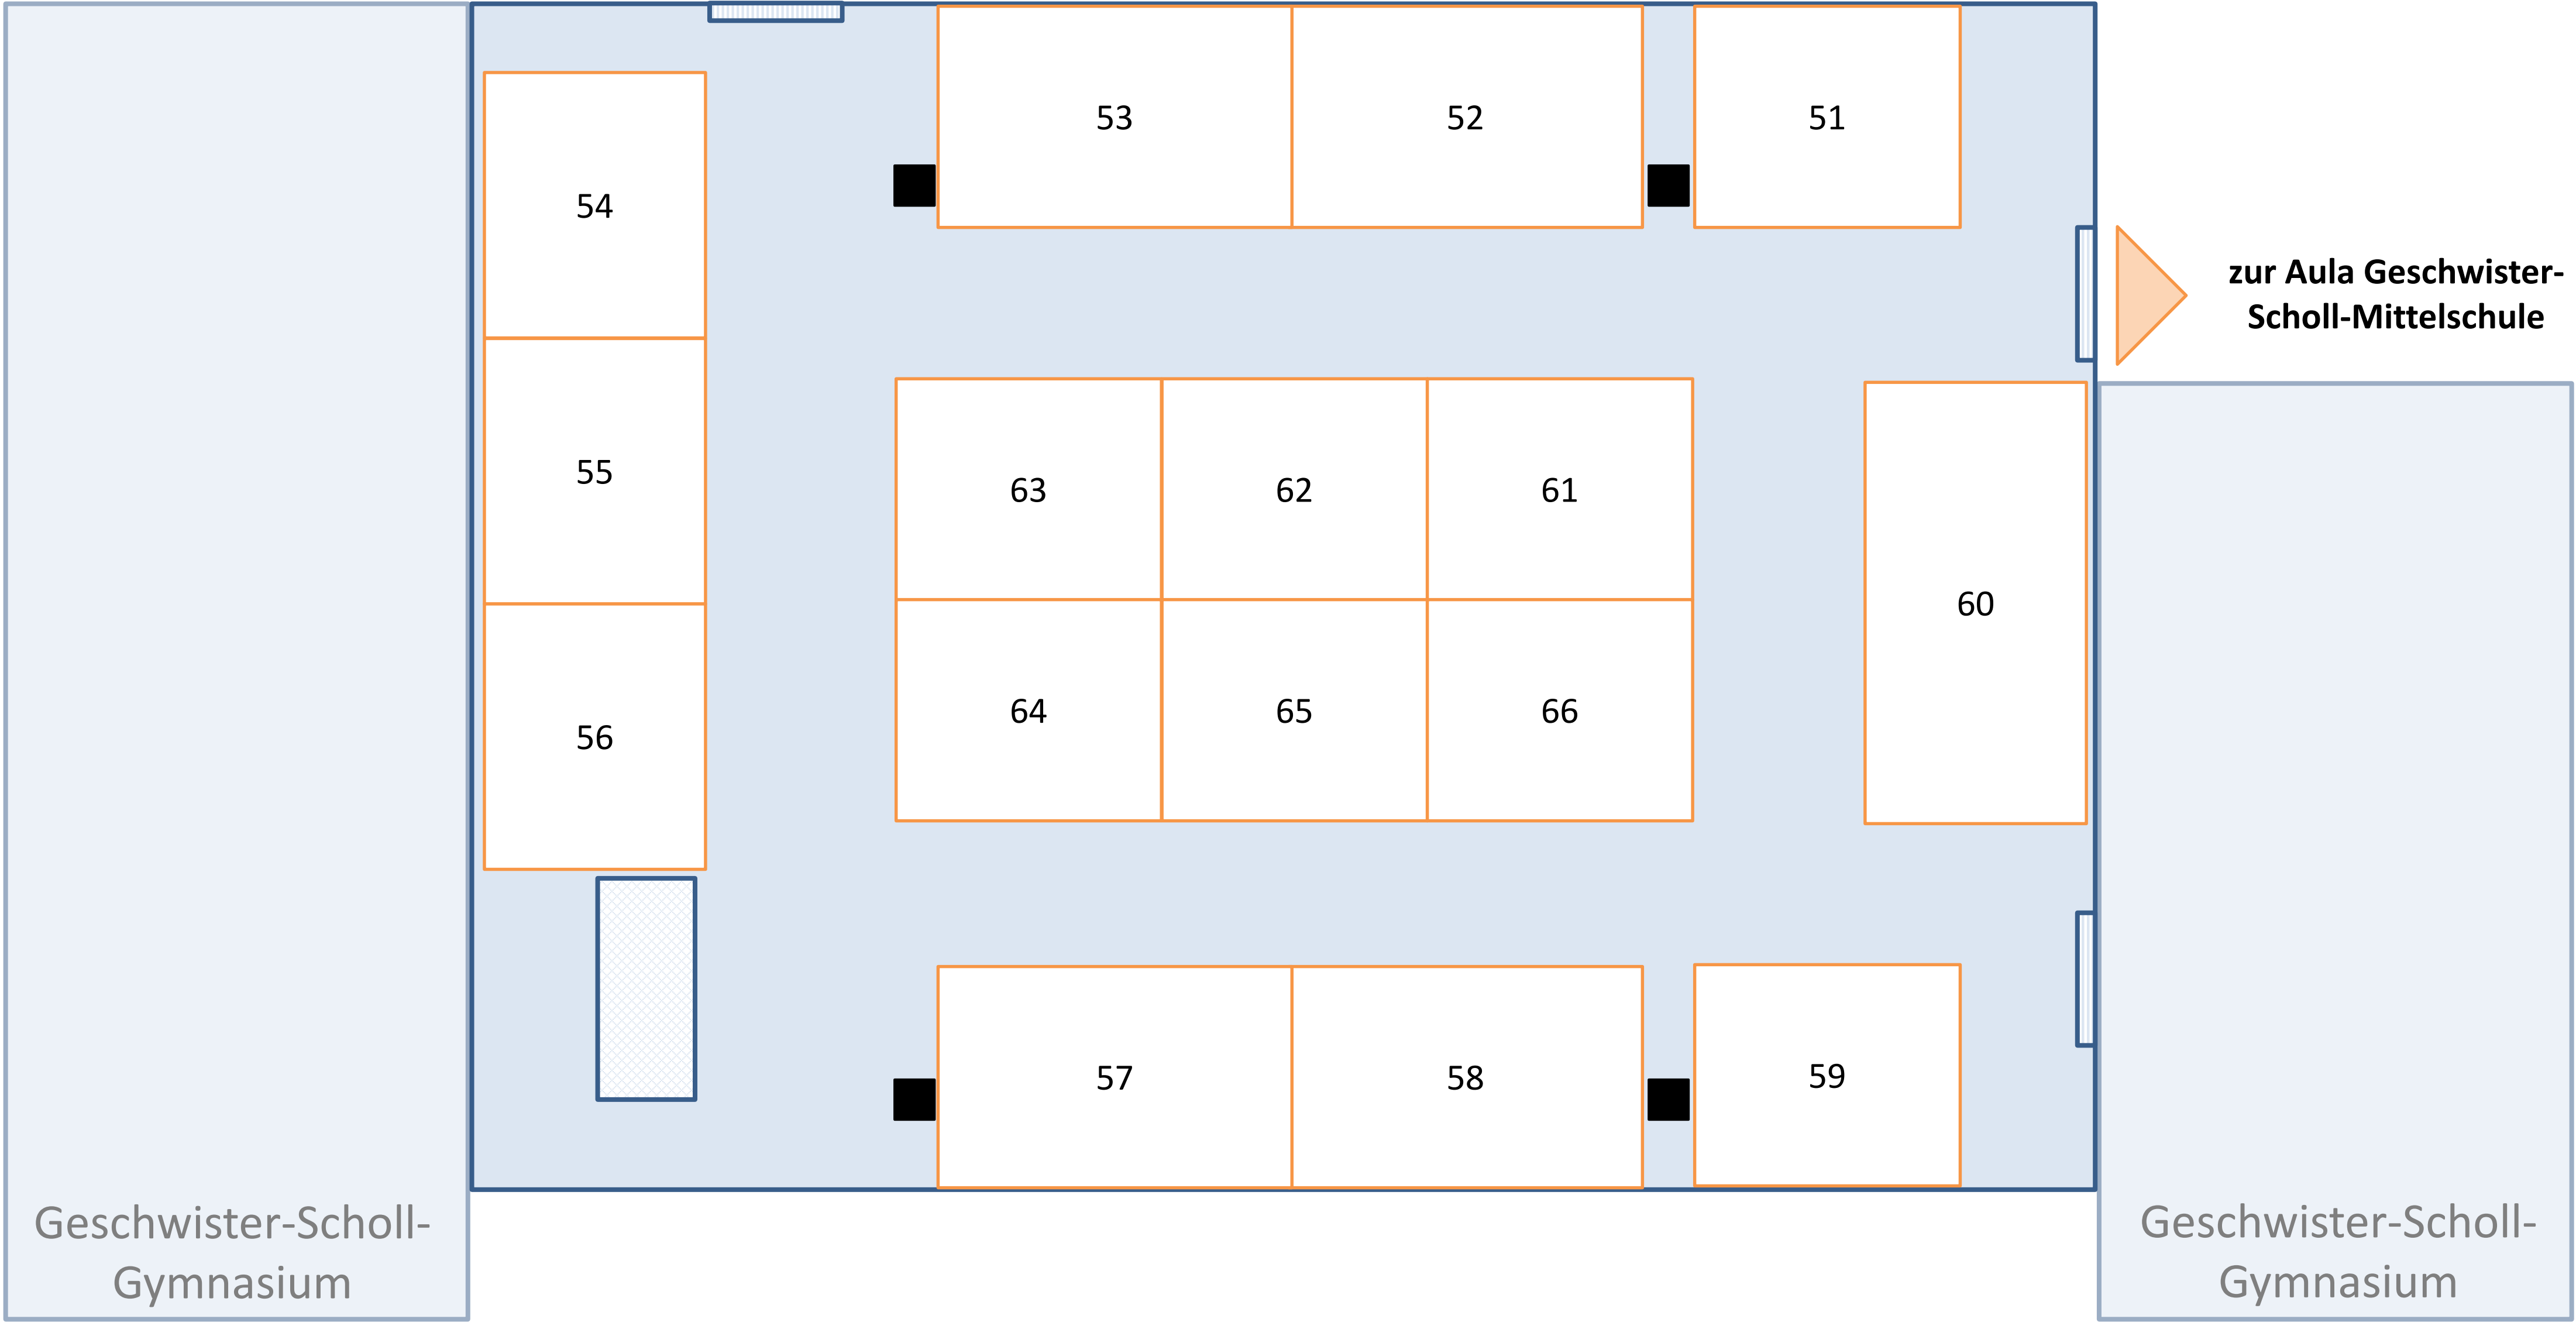 53
52
51
54
zur Aula Geschwister-
Scholl-Mittelschule
55
63
62
61
60
64
65
66
56
57
58
59
Geschwister-Scholl-
Gymnasium
Geschwister-Scholl-
Gymnasium